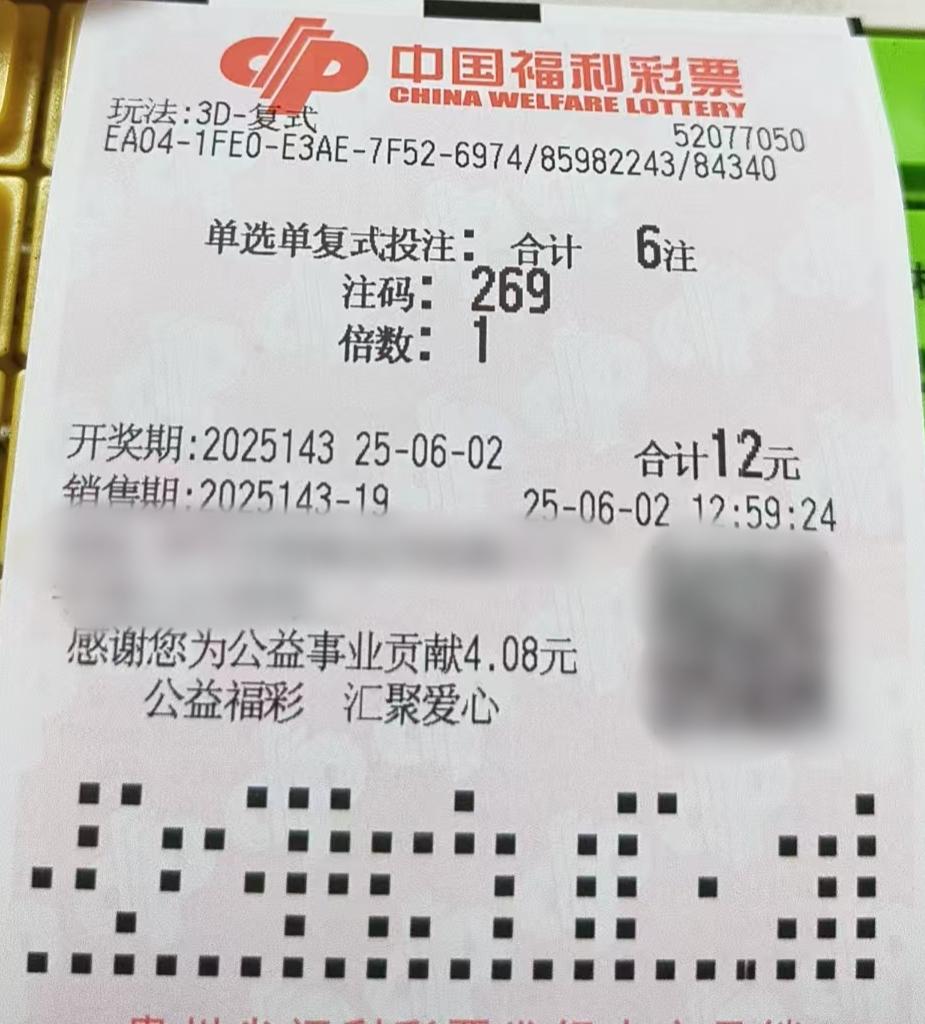 中国福利彩票
CHINA WELFARE LOTTERY
玩法:3D-复式
52077050
EA04-1FE0-E3AE-7F52-6974/85982243/84340
单选单复式投注: 合计 6注
注码: 269
倍数: 1
开奖期:2025143 25-06-02 合计12元
销售期:2025143-19 25-06-02 12:59:24
感谢您为公益事业贡献4.08元
公益福彩 汇聚爱心